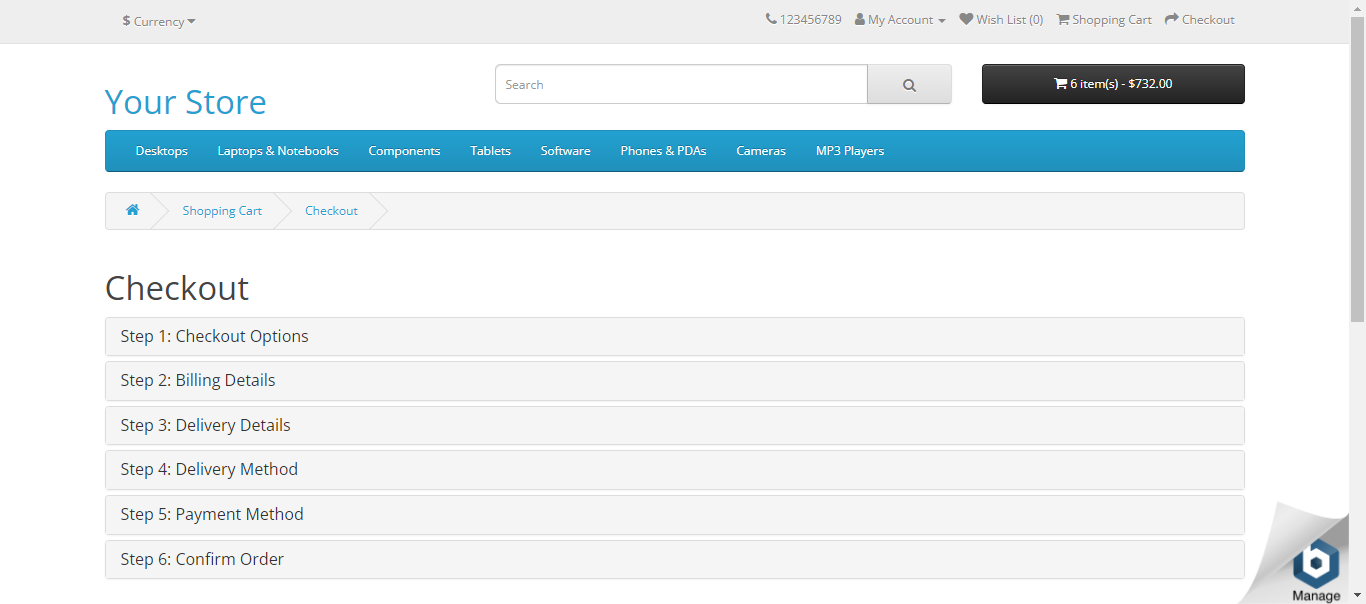 $ Currency
123456789 My Account Wish List (0) Shopping Cart Checkout
Your Store
Search
6 item(s) - $732.00
Desktops Laptops & Notebooks Components Tablets Software Phones & PDAs Cameras MP3 Players
Shopping Cart Checkout
Checkout
Step 1: Checkout Options
Step 2: Billing Details
Step 3: Delivery Details
Step 4: Delivery Method
Step 5: Payment Method
Step 6: Confirm Order
b
Manage